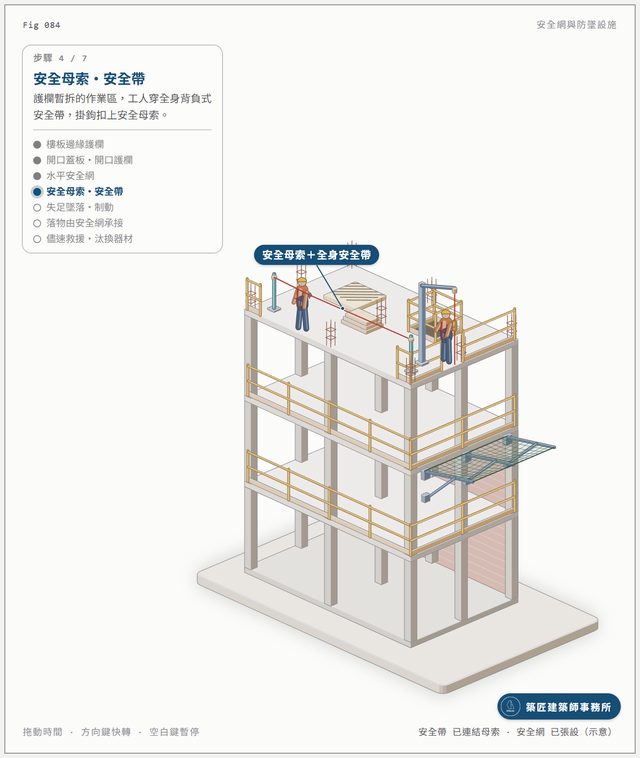 Fig 084
安全網與防墜設施
步驟 4 / 7
安全母索・安全帶
護欄暫拆的作業區，工人穿全身背負式
安全帶，掛鉤扣上安全母索。
樓板邊緣護欄
開口蓋板・開口護欄
水平安全網
安全母索・安全帶
失足墜落・制動
落物由安全網承接
儘速救援・汰換器材
安全母索＋全身安全帶
築匠建築師事務所
拖動時間 · 方向鍵快轉 · 空白鍵暫停
安全帶 已連結母索 · 安全網 已張設（示意）